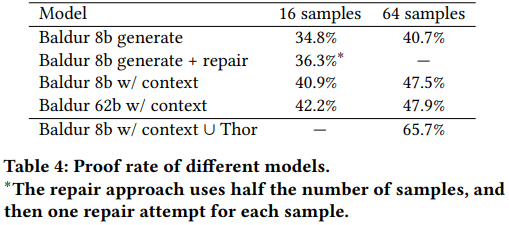 Model 16 samples 64 samples
Baldur 8b generate 34.8% 40.7%
Baldur 8b generate + repair 36.3%* —
Baldur 8b w/ context 40.9% 47.5%
Baldur 62b w/ context 42.2% 47.9%
Baldur 8b w/ context ∪ Thor — 65.7%
Table 4: Proof rate of different models.
*The repair approach uses half the number of samples, and
then one repair attempt for each sample.